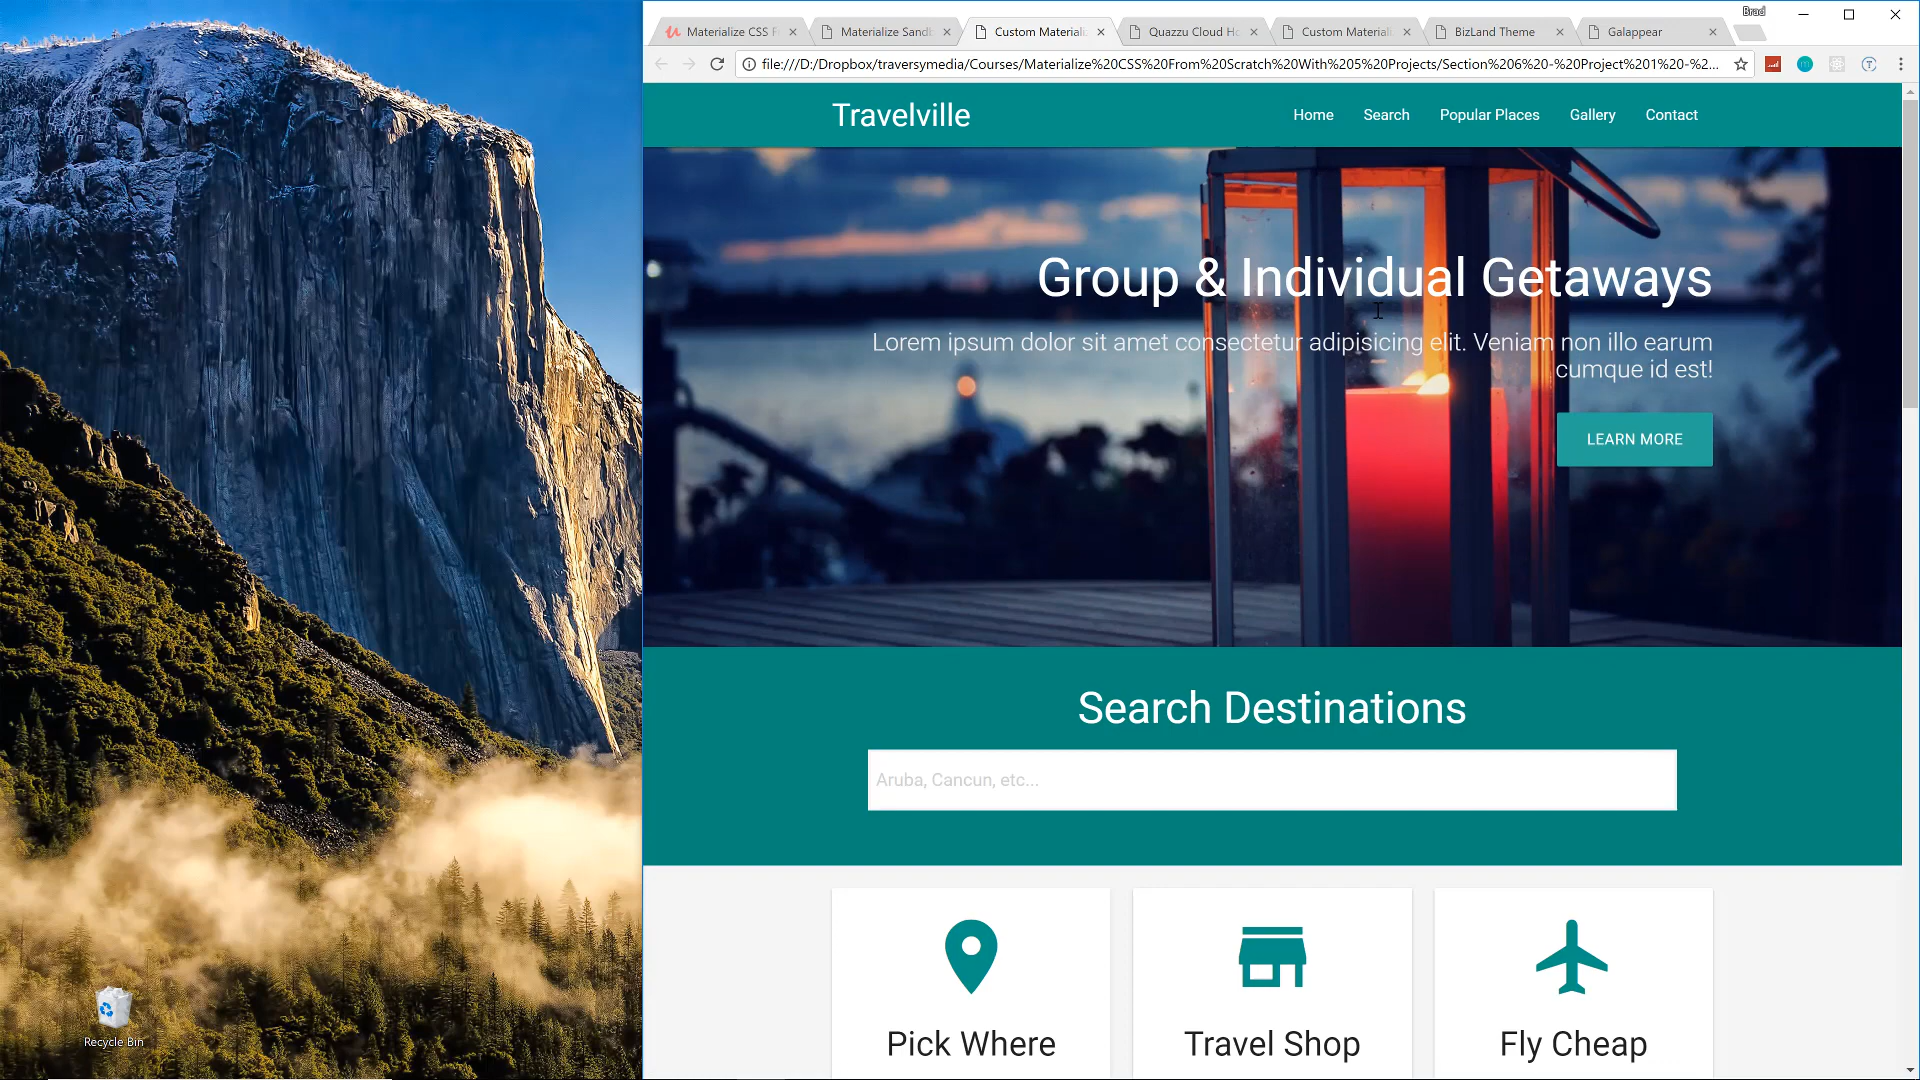 Brad
Materialize CSS F
Materialize Sand
Custom Materiali
Quazzu Cloud Ho
Custom Materiali
BizLand Theme
Galappear
file:///D:/Dropbox/traversymedia/Courses/Materialize%20CSS%20From%20Scratch%20With%205%20Projects/Section%206%20-%20Project%201%20-%2...
Travelville
Home
Search
Popular Places
Gallery
Contact
Group & Individual Getaways
Lorem ipsum dolor sit amet consectetur adipisicing elit. Veniam non illo earum
cumque id est!
LEARN MORE
Search Destinations
Aruba, Cancun, etc...
Pick Where
Travel Shop
Fly Cheap
Recycle Bin